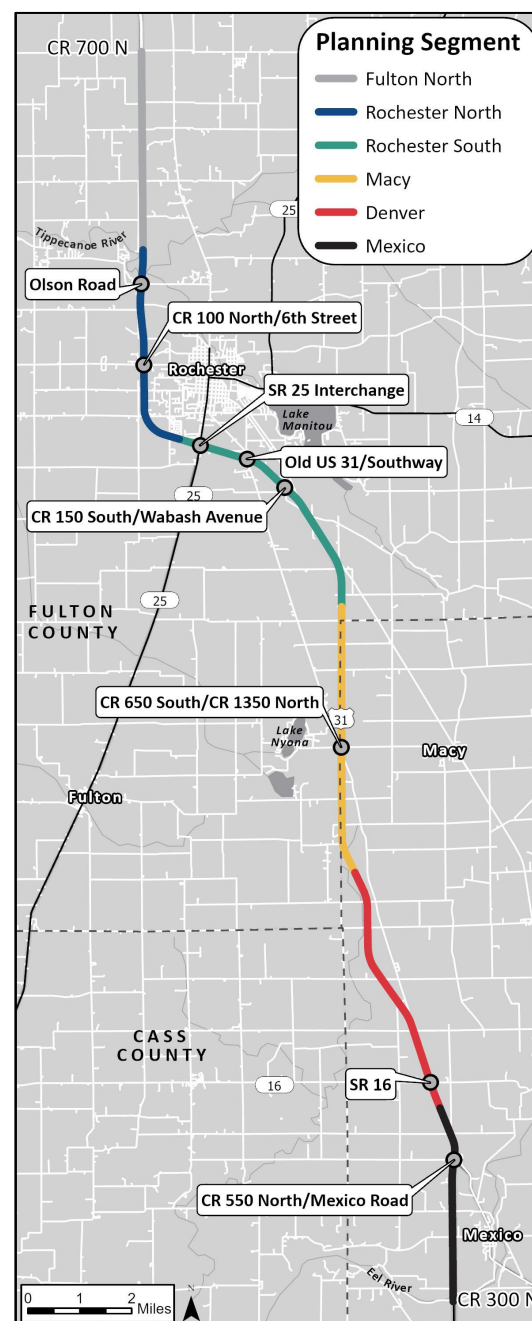 CR 700 N
Planning Segment
Fulton North
Rochester North
Rochester South
Macy
Denver
Mexico
25
Tippecanoe River
Olson Road
CR 100 North/6th Street
Rochester
SR 25 Interchange
Lake
Manitou
14
Old US 31/Southway
25
CR 150 South/Wabash Avenue
25
FULTON
COUNTY
CR 650 South/CR 1350 North
31
Lake
Nyona
Macy
Fulton
CASS
COUNTY
SR 16
16
CR 550 North/Mexico Road
Mexico
Eel River
CR 300 N
0 1 2
Miles